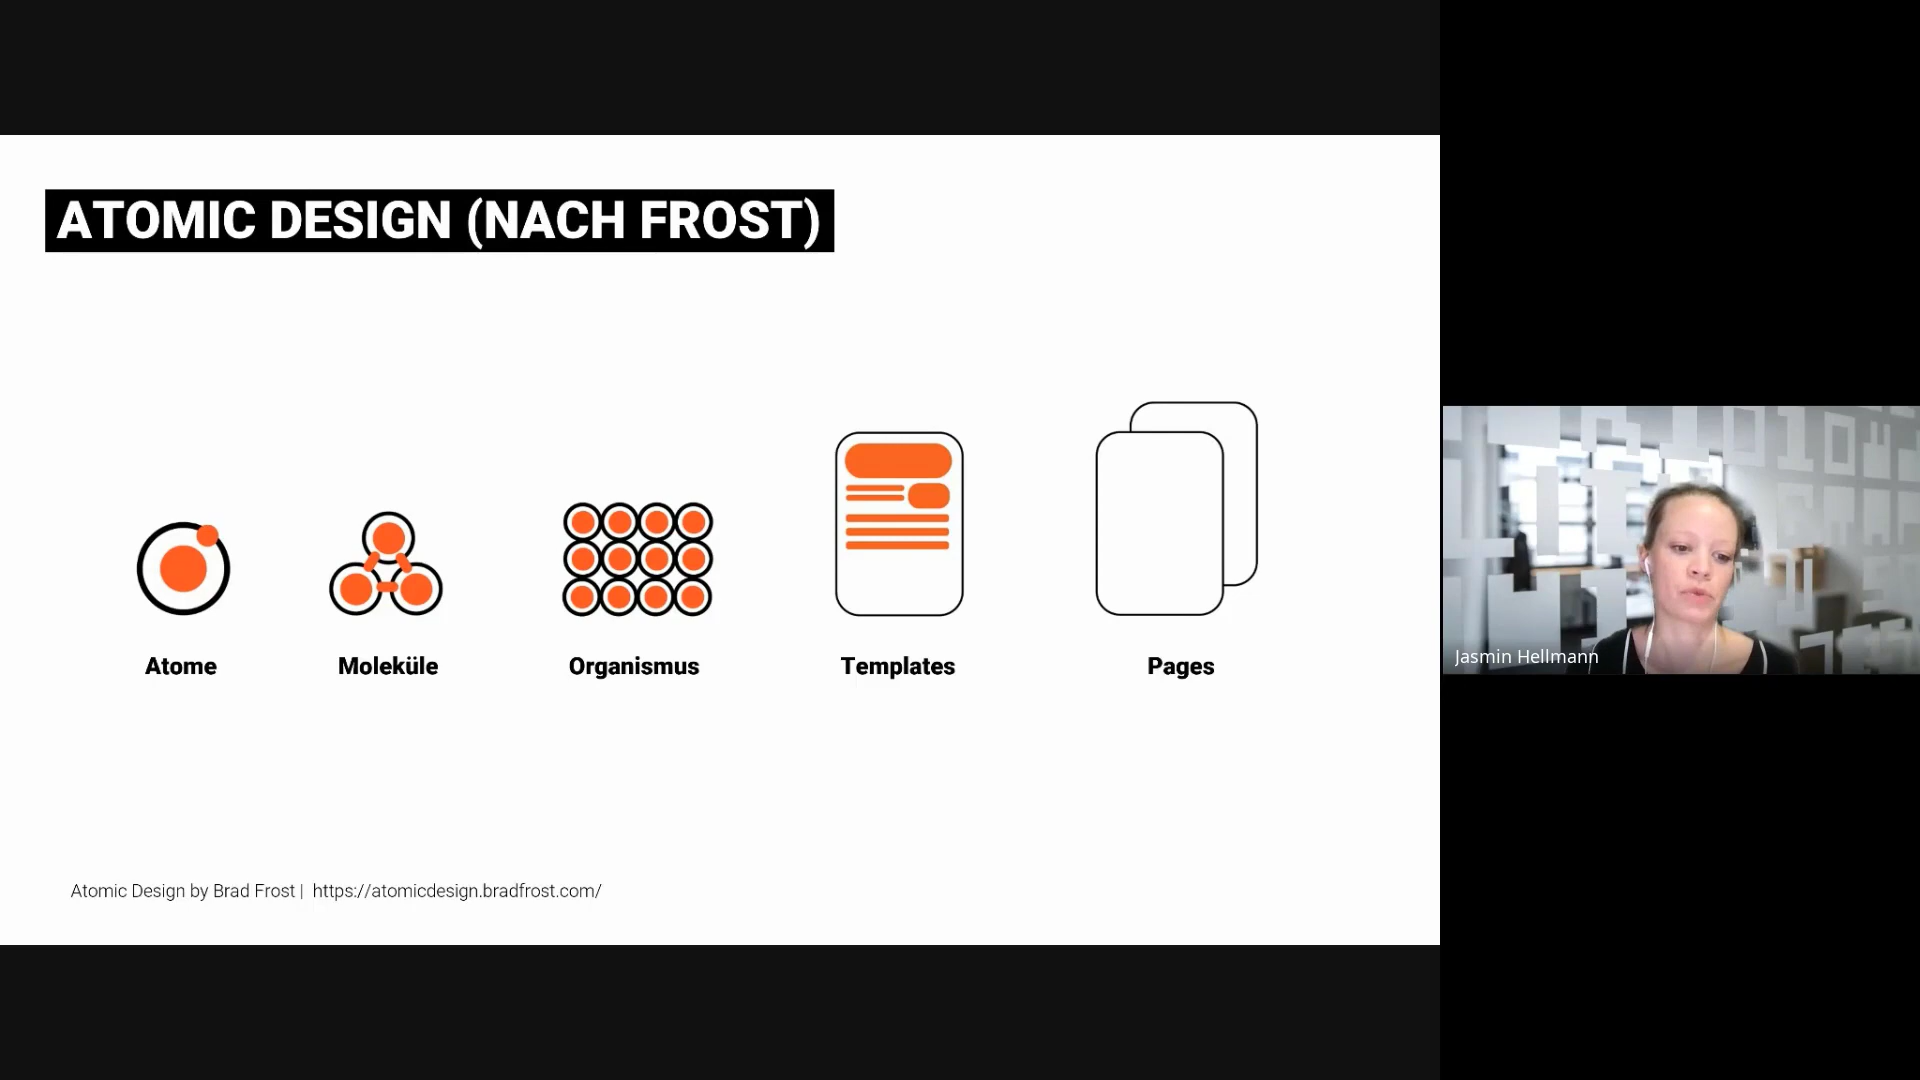 ATOMIC DESIGN (NACH FROST)
Atome
Moleküle
Organismus
Templates
Pages
Atomic Design by Brad Frost | https://atomicdesign.bradfrost.com/
Jasmin Hellmann